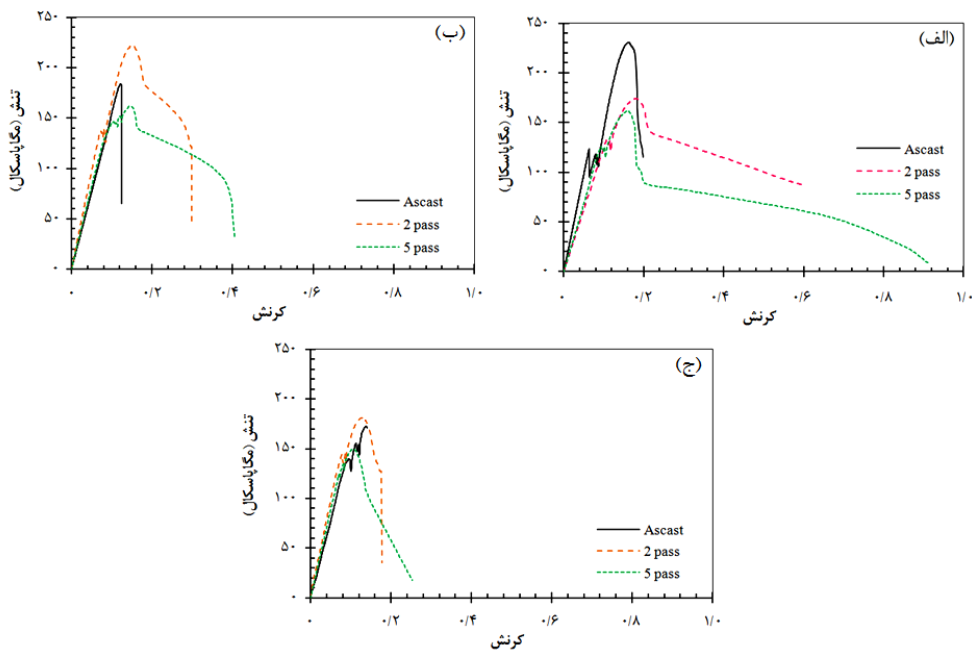 (الف)
۲۵۰
۲۰۰
۱۵۰
۱۰۰
۵۰
۰
تنش (مگاپاسکال)
Ascast
2 pass
5 pass
۰ ۰/۲ ۰/۴ ۰/۶ ۰/۸ ۱/۰
کرنش
(ب)
۲۵۰
۲۰۰
۱۵۰
۱۰۰
۵۰
۰
تنش (مگاپاسکال)
Ascast
2 pass
5 pass
۰ ۰/۲ ۰/۴ ۰/۶ ۰/۸ ۱/۰
کرنش
(ج)
۲۵۰
۲۰۰
۱۵۰
۱۰۰
۵۰
۰
تنش (مگاپاسکال)
Ascast
2 pass
5 pass
۰ ۰/۲ ۰/۴ ۰/۶ ۰/۸ ۱/۰
کرنش